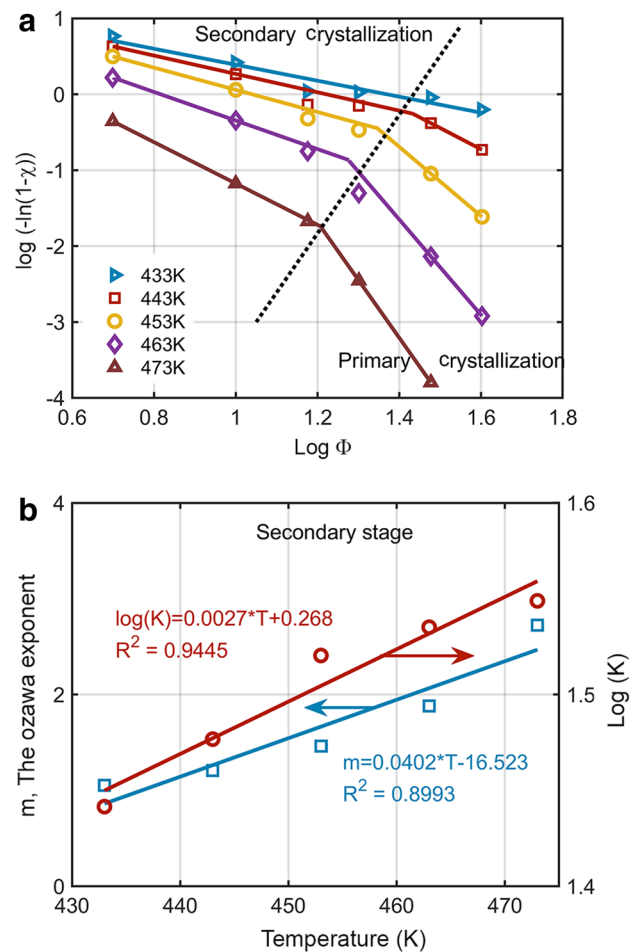 a
1
0
-1
-2
-3
-4
log (-ln(1-χ))
Secondary crystallization
433K
443K
453K
463K
473K
Primary crystallization
0.6 0.8 1 1.2 1.4 1.6 1.8
Log Φ
b
4
2
0
m, The ozawa exponent
Secondary stage
log(K)=0.0027*T+0.268
R² = 0.9445
m=0.0402*T-16.523
R² = 0.8993
1.6
1.5
1.4
Log (K)
430 440 450 460 470
Temperature (K)